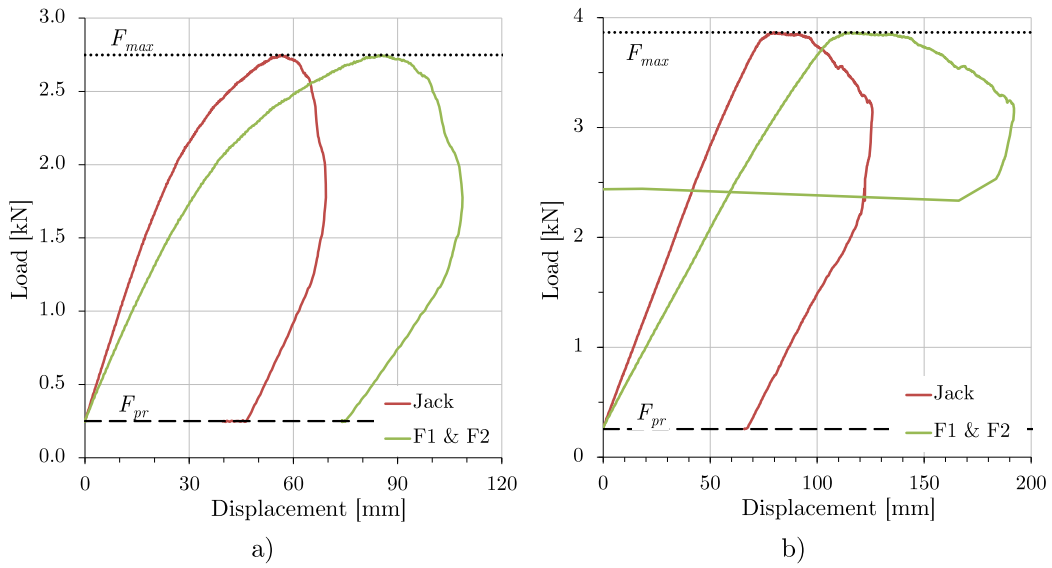 3.0
F_max
2.5
2.0
Load [kN]
1.5
1.0
0.5
F_pr
0.0
Jack
F1 & F2
0 30 60 90 120
Displacement [mm]
a)
4
F_max
3
Load [kN]
2
1
F_pr
0
Jack
F1 & F2
0 50 100 150 200
Displacement [mm]
b)